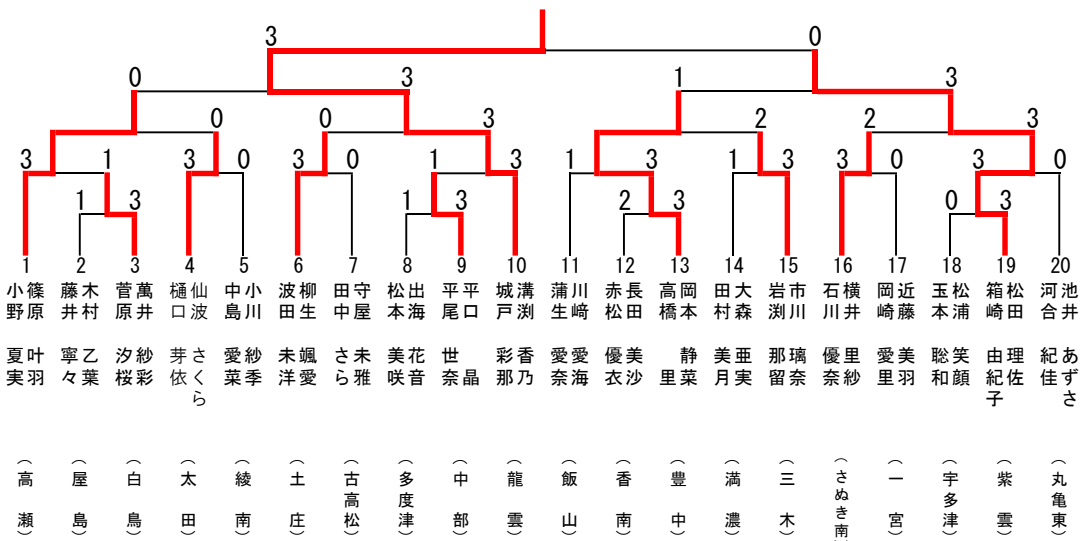 3 0
0 3 1 3
0 0 3 2 2 3
3 1 3 0 3 0 1 3 1 3 1 3 3 0 3 0
1 3 1 3 2 3 0 3
1 2 3 4 5 6 7 8 9 10 11 12 13 14 15 16 17 18 19 20
篠原 叶羽
小野 夏実
(高瀬)
木村 乙葉
藤井 寧々
(屋島)
萬井 紗彩
菅原 汐桜
(白鳥)
仙波 さくら
樋口 芽依
(太田)
小川 紗季
中島 愛菜
(綾南)
柳生 颯愛
波田 未洋
(土庄)
守屋 未雅
田中 さら
(古高松)
出海 花音
松本 美咲
(多度津)
平口 晶
平尾 世奈
(中部)
溝渕 香乃
城戸 彩那
(龍雲)
川﨑 愛海
蒲生 愛奈
(飯山)
長田 美沙
赤松 優衣
(香南)
岡本 静菜
高橋 里
(豊中)
大森 亜実
田村 美月
(満濃)
市川 璃奈
岩渕 那留
(三木)
横井 里紗
石川 優奈
(さぬき南)
近藤 美羽
岡崎 愛里
(一宮)
松浦 笑顔
玉本 聡和
(宇多津)
松田 理佐
箱崎 由紀子
(紫雲)
池井 あずさ
河合 紀佳
(丸亀東)